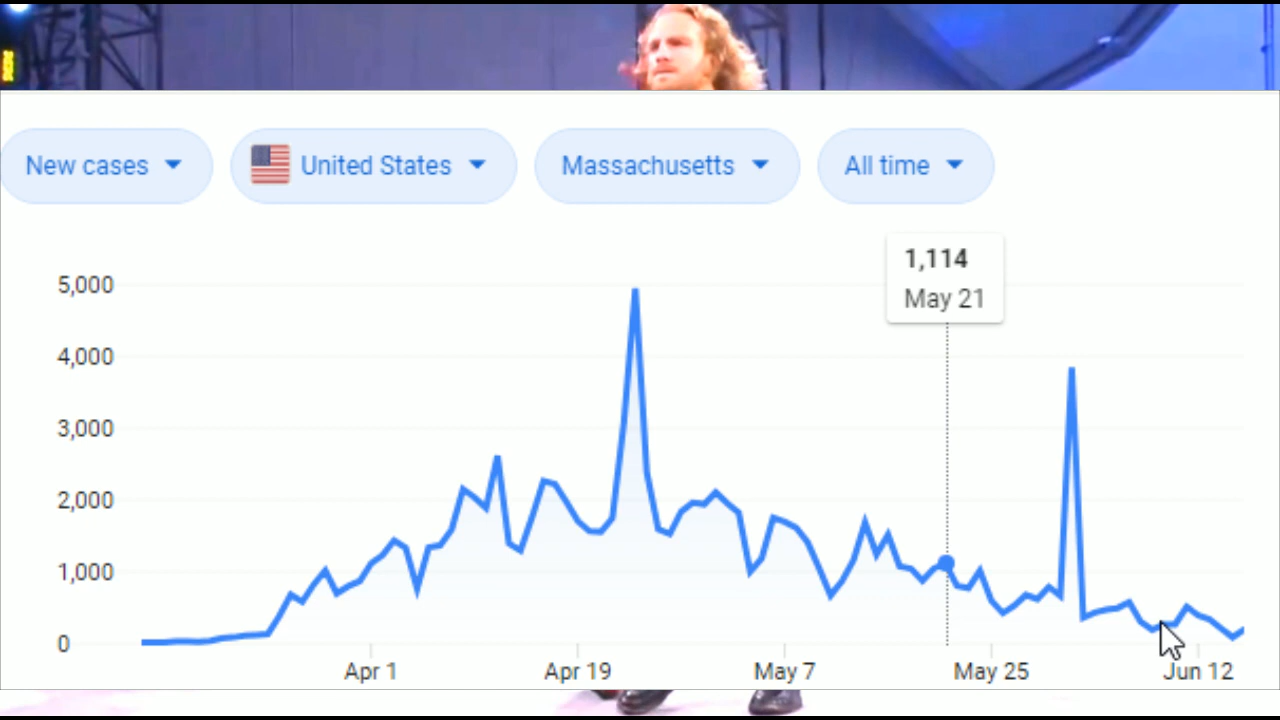 New cases United States Massachusetts All time
1,114
May 21
5,000
4,000
3,000
2,000
1,000
0
Apr 1 Apr 19 May 7 May 25 Jun 12